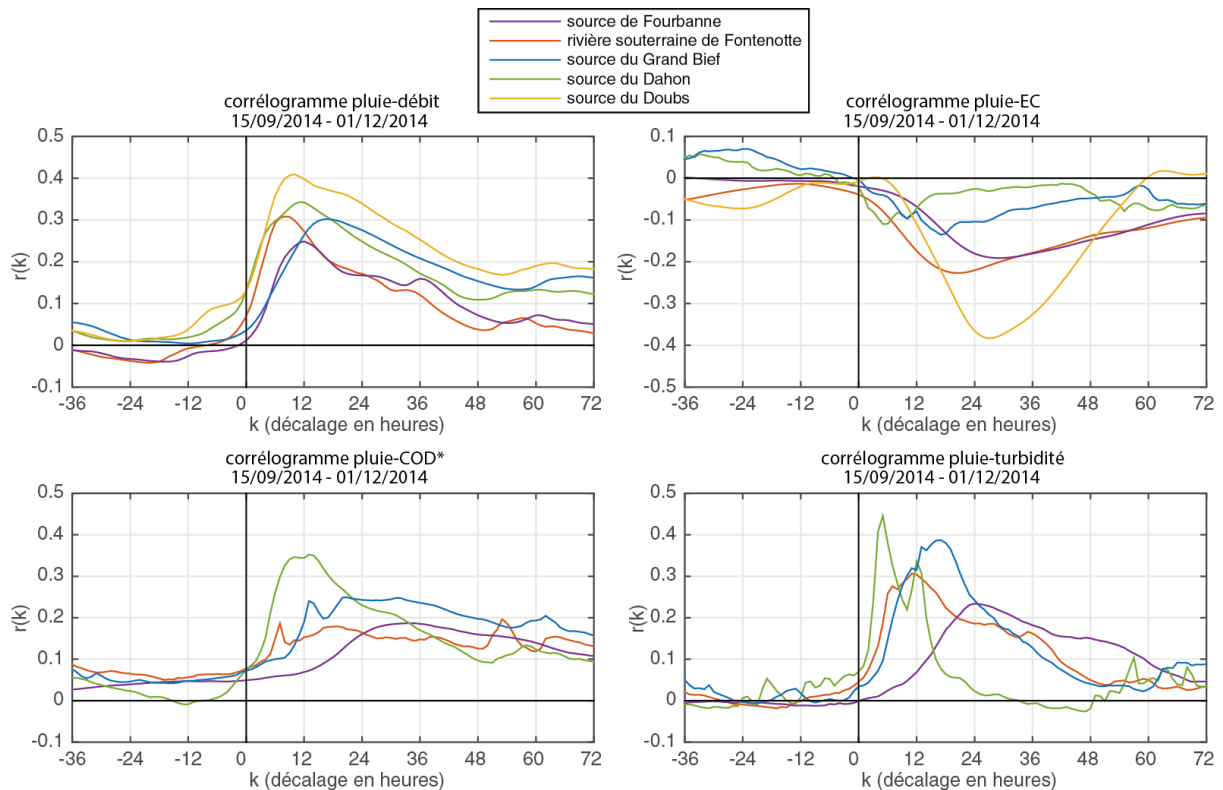 source de Fourbanne
rivière souterraine de Fontenotte
source du Grand Bief
source du Dahon
source du Doubs
corrélogramme pluie-débit
15/09/2014 - 01/12/2014
r(k)
0.5
0.4
0.3
0.2
0.1
0
-0.1
-36 -24 -12 0 12 24 36 48 60 72
k (décalage en heures)
corrélogramme pluie-EC
15/09/2014 - 01/12/2014
r(k)
0.1
0
-0.1
-0.2
-0.3
-0.4
-0.5
-36 -24 -12 0 12 24 36 48 60 72
k (décalage en heures)
corrélogramme pluie-COD*
15/09/2014 - 01/12/2014
r(k)
0.5
0.4
0.3
0.2
0.1
0
-0.1
-36 -24 -12 0 12 24 36 48 60 72
k (décalage en heures)
corrélogramme pluie-turbidité
15/09/2014 - 01/12/2014
r(k)
0.5
0.4
0.3
0.2
0.1
0
-0.1
-36 -24 -12 0 12 24 36 48 60 72
k (décalage en heures)